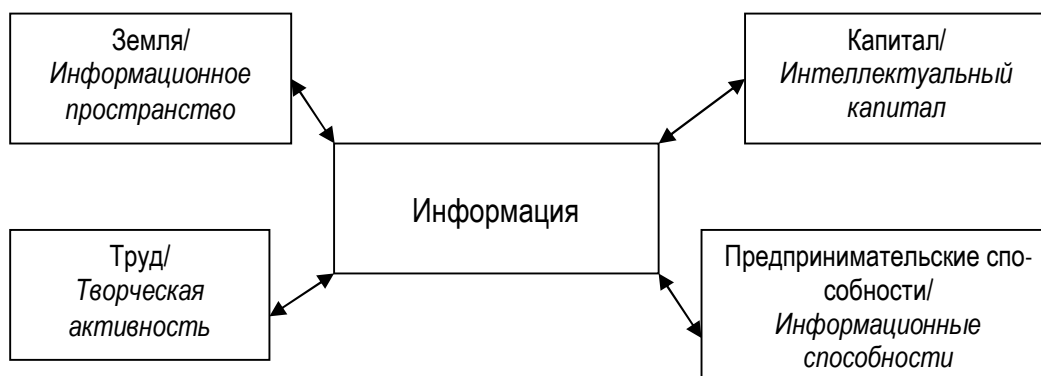 Земля/
Информационное
пространство
Капитал/
Интеллектуальный
капитал
Информация
Труд/
Творческая
активность
Предпринимательские спо-
собности/
Информационные
способности